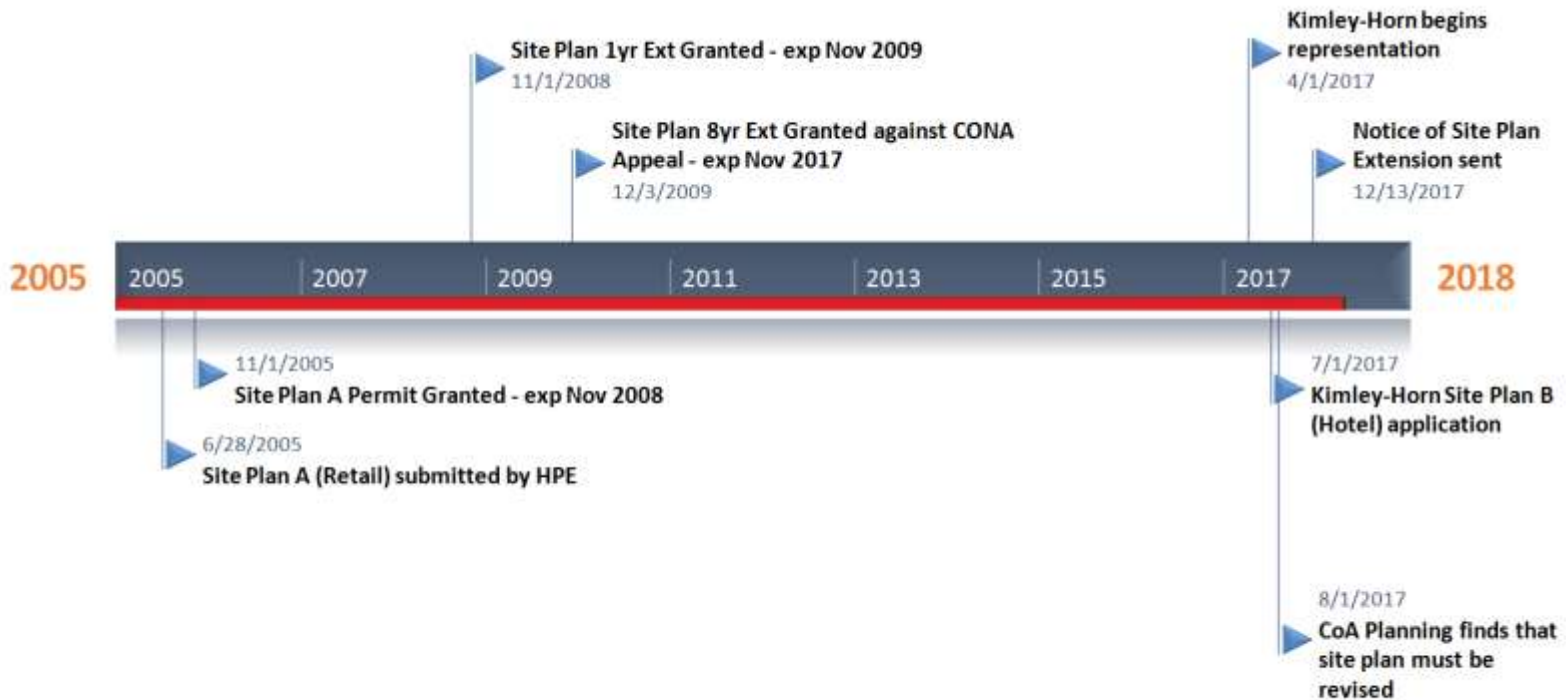 Kimley-Horn begins
representation
4/1/2017
Site Plan 1yr Ext Granted - exp Nov 2009
11/1/2008
Site Plan 8yr Ext Granted against CONA
Appeal - exp Nov 2017
12/3/2009
Notice of Site Plan
Extension sent
12/13/2017
2005
2005
2007
2009
2011
2013
2015
2017
2018
11/1/2005
Site Plan A Permit Granted - exp Nov 2008
6/28/2005
Site Plan A (Retail) submitted by HPE
7/1/2017
Kimley-Horn Site Plan B
(Hotel) application
8/1/2017
CoA Planning finds that
site plan must be
revised